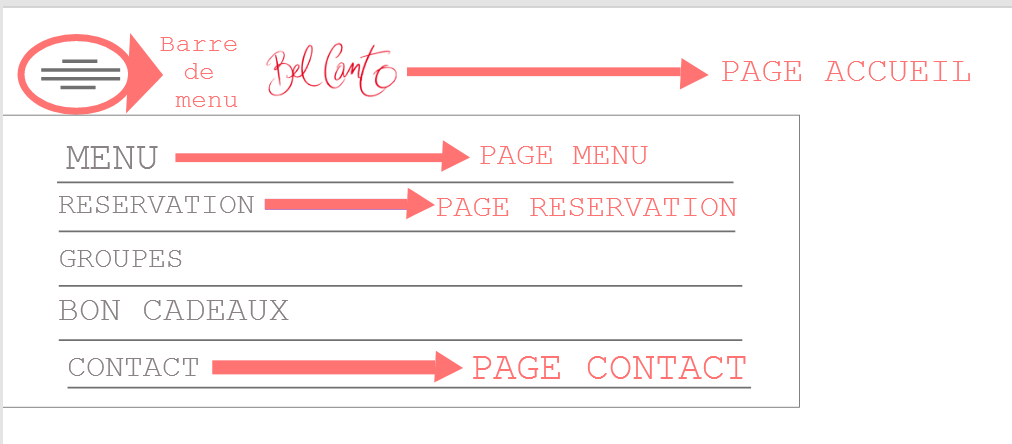 Barre
de
menu
Bel Canto
PAGE ACCUEIL
MENU
PAGE MENU
RESERVATION
PAGE RESERVATION
GROUPES
BON CADEAUX
CONTACT
PAGE CONTACT